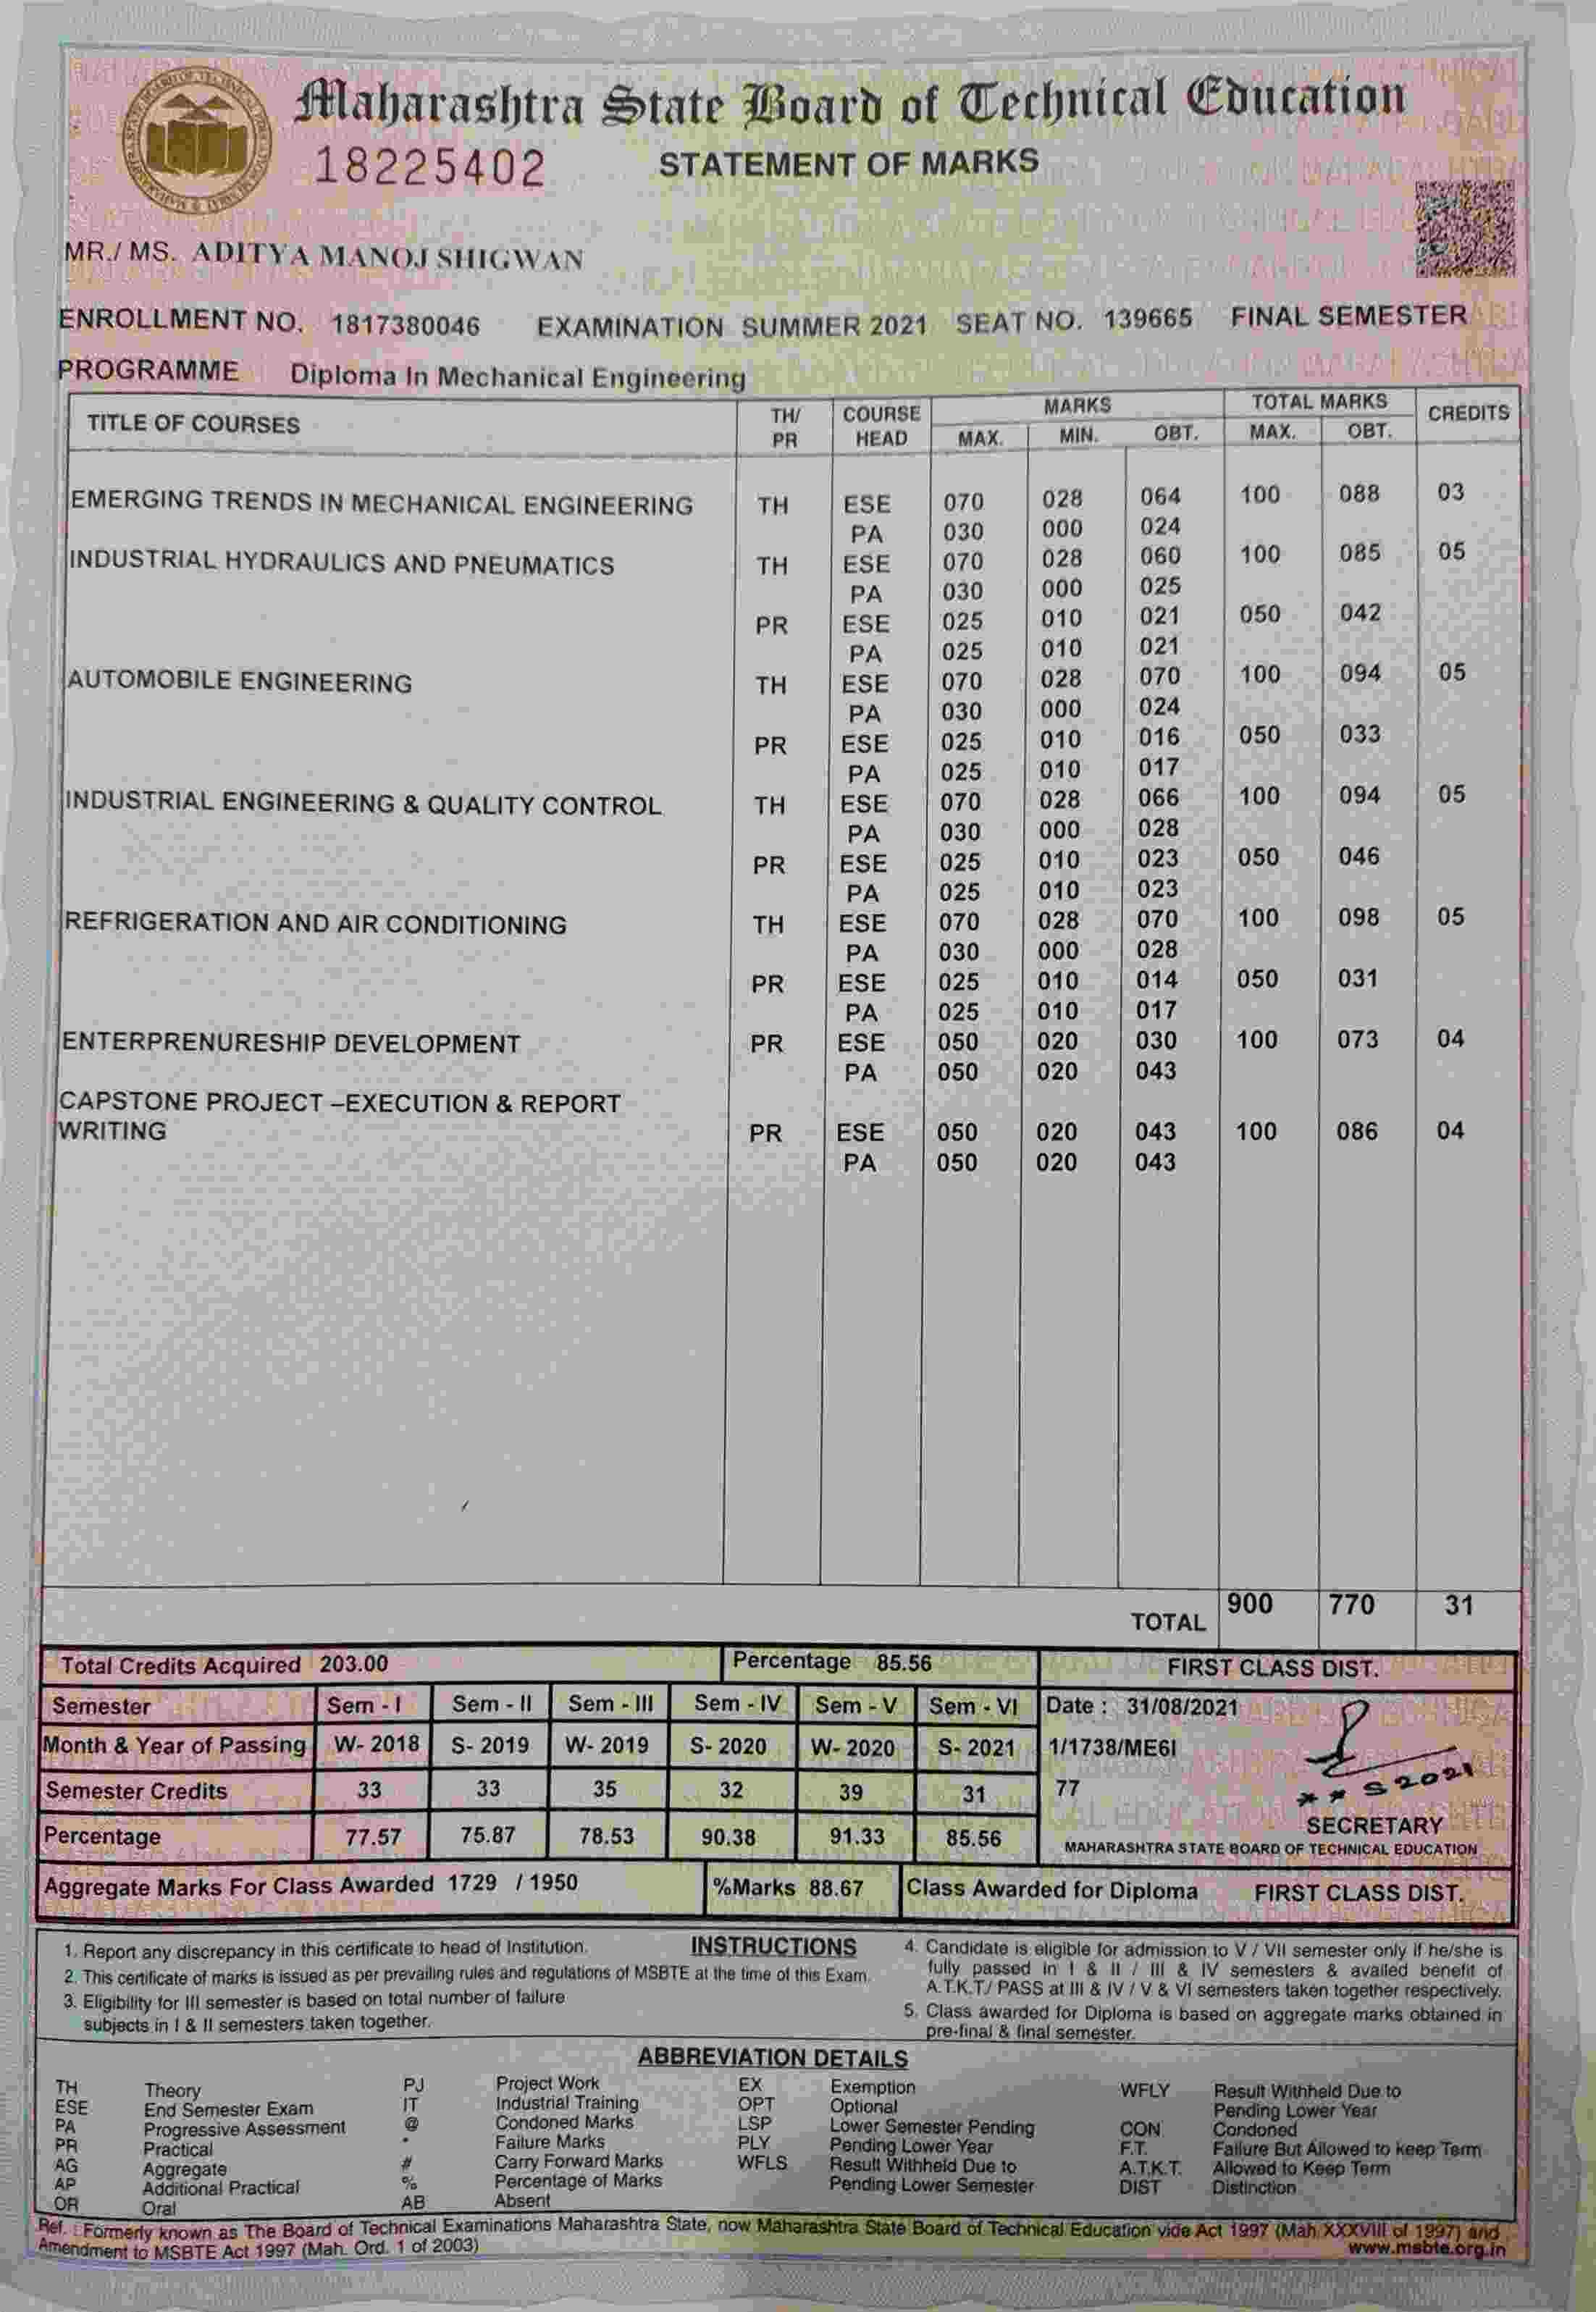 Maharashtra State Board of Technical Education
18225402 STATEMENT OF MARKS
MR./ MS. ADITYA MANOJ SHIGWAN
ENROLLMENT NO. 1817380046 EXAMINATION SUMMER 2021 SEAT NO. 139665 FINAL SEMESTER
PROGRAMME Diploma In Mechanical Engineering
TITLE OF COURSES TH/ PR COURSE HEAD MARKS MAX. MIN. OBT. TOTAL MARKS MAX. OBT. CREDITS
EMERGING TRENDS IN MECHANICAL ENGINEERING TH ESE 070 028 064 100 088 03
PA 030 000 024
INDUSTRIAL HYDRAULICS AND PNEUMATICS TH ESE 070 028 060 100 085 05
PA 030 000 025
PR ESE 025 010 021 050 042
PA 025 010 021
AUTOMOBILE ENGINEERING TH ESE 070 028 070 100 094 05
PA 030 000 024
PR ESE 025 010 016 050 033
PA 025 010 017
INDUSTRIAL ENGINEERING & QUALITY CONTROL TH ESE 070 028 066 100 094 05
PA 030 000 028
PR ESE 025 010 023 050 046
PA 025 010 023
REFRIGERATION AND AIR CONDITIONING TH ESE 070 028 070 100 098 05
PA 030 000 028
PR ESE 025 010 014 050 031
PA 025 010 017
ENTERPRENURESHIP DEVELOPMENT PR ESE 050 020 030 100 073 04
PA 050 020 043
CAPSTONE PROJECT –EXECUTION & REPORT
WRITING PR ESE 050 020 043 100 086 04
PA 050 020 043
TOTAL 900 770 31
Total Credits Acquired 203.00 Percentage 85.56 FIRST CLASS DIST.
Semester Sem - I Sem - II Sem - III Sem - IV Sem - V Sem - VI Date : 31/08/2021
Month & Year of Passing W- 2018 S- 2019 W- 2019 S- 2020 W- 2020 S- 2021 1/1738/ME6I
Semester Credits 33 33 35 32 39 31 77
** S2021
SECRETARY
Percentage 77.57 75.87 78.53 90.38 91.33 85.56 MAHARASHTRA STATE BOARD OF TECHNICAL EDUCATION
Aggregate Marks For Class Awarded 1729 / 1950 %Marks 88.67 Class Awarded for Diploma FIRST CLASS DIST.
INSTRUCTIONS
1. Report any discrepancy in this certificate to head of Institution.
2. This certificate of marks is issued as per prevailing rules and regulations of MSBTE at the time of this Exam.
3. Eligibility for III semester is based on total number of failure
subjects in I & II semesters taken together.
4. Candidate is eligible for admission to V / VII semester only if he/she is
fully passed in I & II / III & IV semesters & availed benefit of
A.T.K.T./ PASS at III & IV / V & VI semesters taken together respectively.
5. Class awarded for Diploma is based on aggregate marks obtained in
pre-final & final semester.
ABBREVIATION DETAILS
TH Theory PJ Project Work EX Exemption WFLY Result Withheld Due to
ESE End Semester Exam IT Industrial Training OPT Optional Pending Lower Year
PA Progressive Assessment @ Condoned Marks LSP Lower Semester Pending CON Condoned
PR Practical * Failure Marks PLY Pending Lower Year F.T. Failure But Allowed to keep Term
AG Aggregate # Carry Forward Marks WFLS Result Withheld Due to A.T.K.T. Allowed to Keep Term
AP Additional Practical % Percentage of Marks Pending Lower Semester DIST Distinction
OR Oral AB Absent
Ref. : Formerly known as The Board of Technical Examinations Maharashtra State, now Maharashtra State Board of Technical Education vide Act 1997 (Mah. XXXVIII of 1997) and
Amendment to MSBTE Act 1997 (Mah. Ord. 1 of 2003) www.msbte.org.in